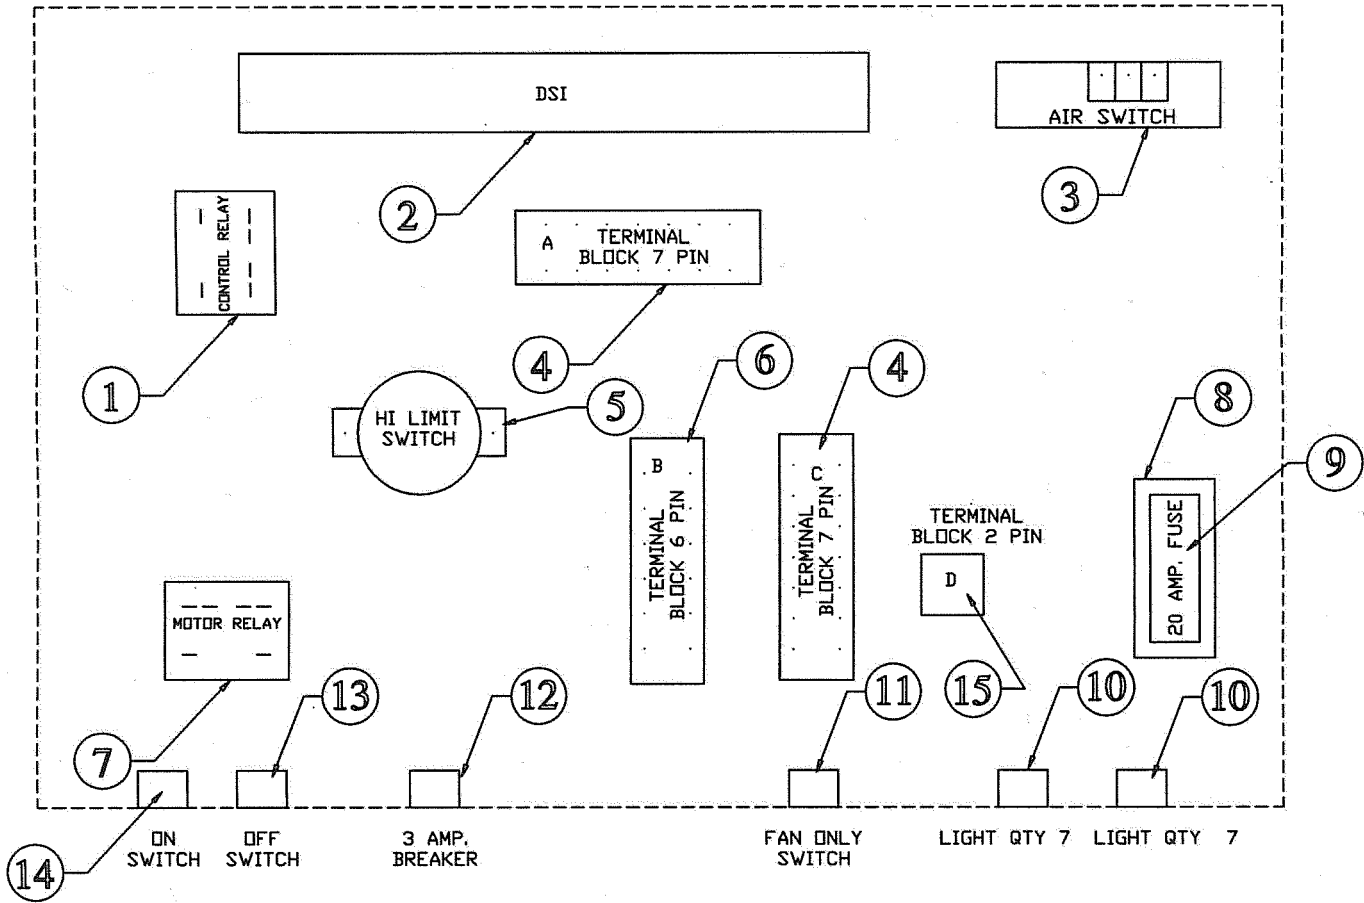 DSI
AIR SWITCH
2
3
CONTROL RELAY
A
TERMINAL
BLOCK 7 PIN
1
4
6
4
5
8
HI LIMIT
SWITCH
9
B
TERMINAL
BLOCK 6 PIN
C
TERMINAL
BLOCK 7 PIN
TERMINAL
BLOCK 2 PIN
D
20 AMP. FUSE
MOTOR RELAY
7
13
12
11
15
10
10
14
ON
SWITCH
OFF
SWITCH
3 AMP.
BREAKER
FAN ONLY
SWITCH
LIGHT QTY 7
LIGHT QTY 7